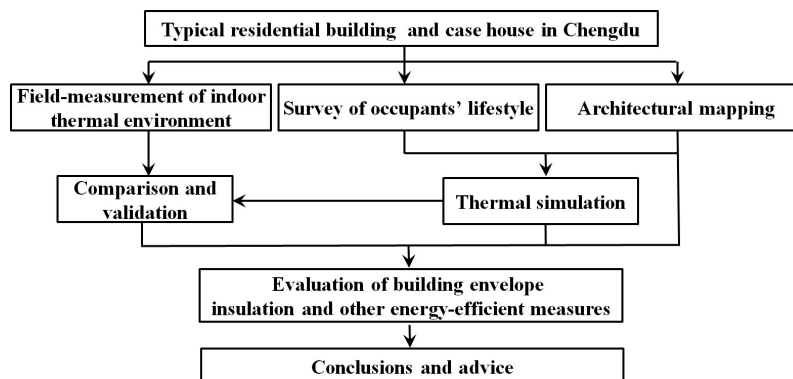 Typical residential building and case house in Chengdu
Field-measurement of indoor
thermal environment
Survey of occupants' lifestyle
Architectural mapping
Comparison and
validation
Thermal simulation
Evaluation of building envelope
insulation and other energy-efficient measures
Conclusions and advice